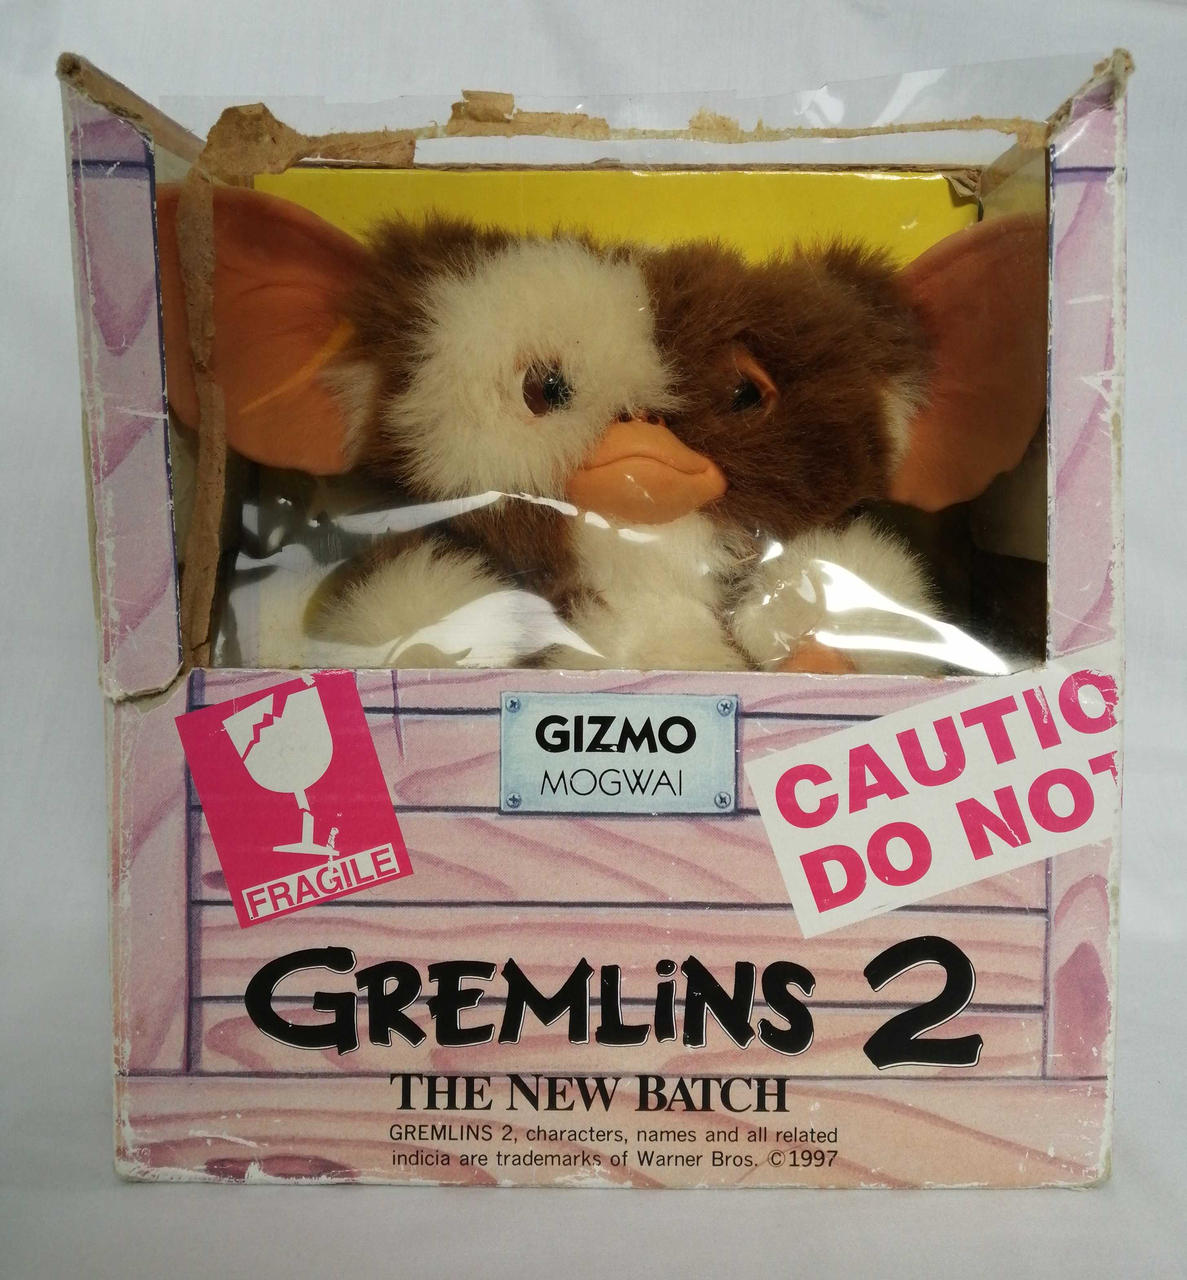 GIZMO
MOGWAI
FRAGILE
CAUTIO
DO NOT
GREMLiNS 2
THE NEW BATCH
GREMLINS 2, characters, names and all related
indicia are trademarks of Warner Bros. ©1997